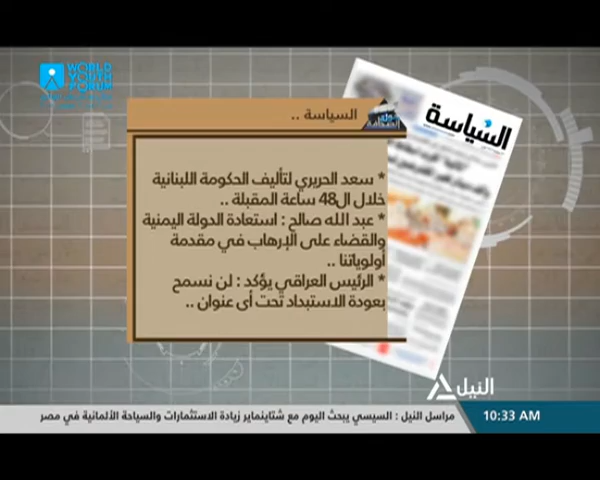 WORLD
YOUTH
FORUM
السياسة ..
السياسة
* سعد الحريري لتأليف الحكومة اللبنانية
خلال ال48 ساعة المقبلة ..
* عبد الله صالح : استعادة الدولة اليمنية
والقضاء على الإرهاب في مقدمة
أولوياتنا ..
* الرئيس العراقي يؤكد : لن نسمح
بعودة الاستبداد تحت أى عنوان ..
النيل
مراسل النيل : السيسي يبحث اليوم مع شتاينماير زيادة الاستثمارات والسياحة الألمانية في مصر
10:33 AM